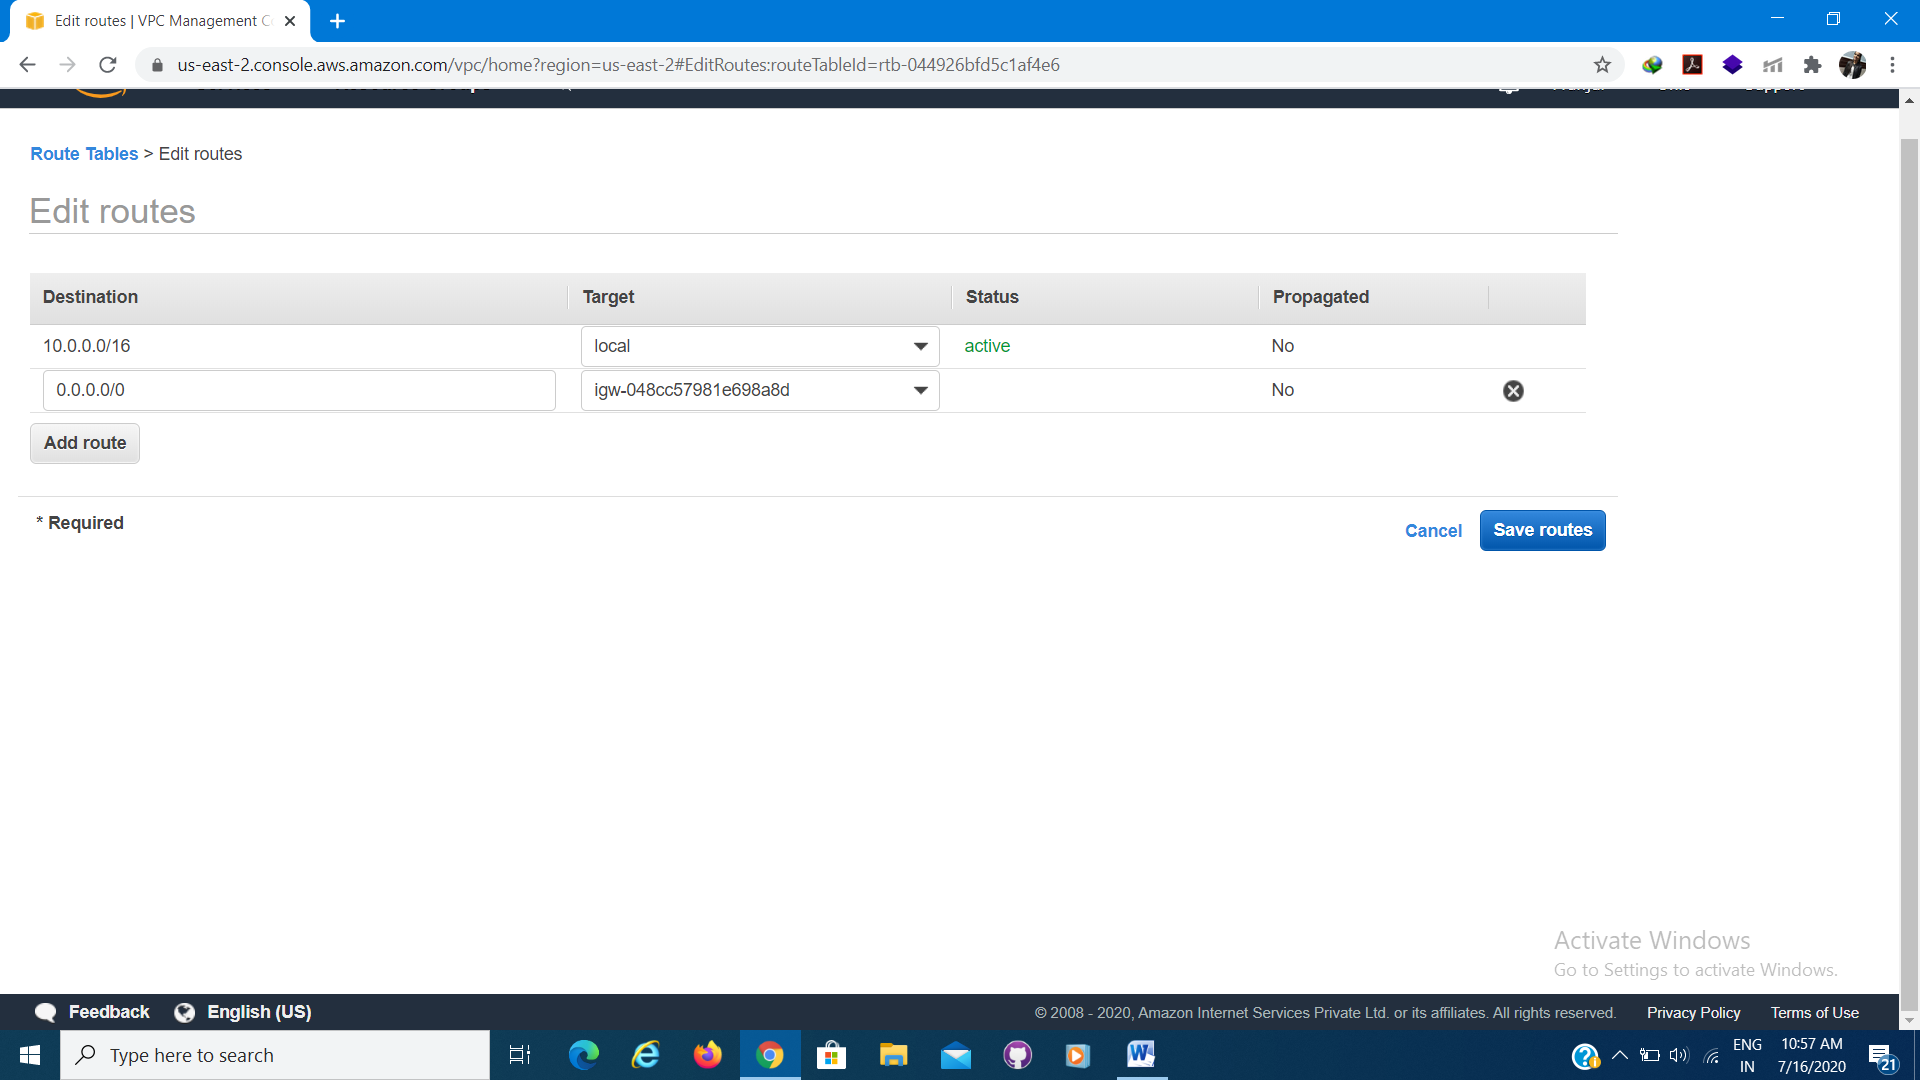 Edit routes | VPC Management Co
us-east-2.console.aws.amazon.com/vpc/home?region=us-east-2#EditRoutes:routeTableId=rtb-044926bfd5c1af4e6
Route Tables > Edit routes
Edit routes
Destination Target Status Propagated
10.0.0.0/16 local active No
0.0.0.0/0 igw-048cc57981e698a8d No
Add route
* Required
Cancel Save routes
Activate Windows
Go to Settings to activate Windows.
Feedback English (US) © 2008 - 2020, Amazon Internet Services Private Ltd. or its affiliates. All rights reserved. Privacy Policy Terms of Use
Type here to search
ENG
IN
10:57 AM
7/16/2020
21